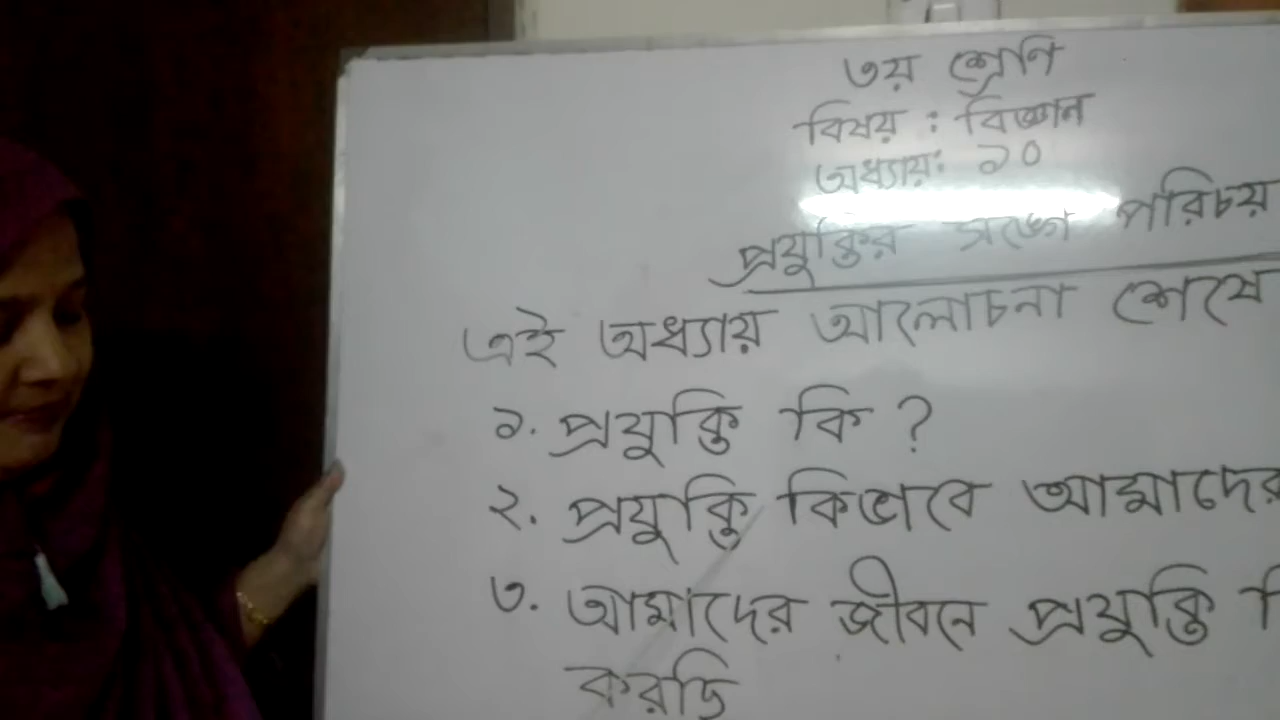 ৩য় শ্রেণি
বিষয় : বিজ্ঞান
অধ্যায়: ১০
প্রযুক্তির সঙ্গে পরিচয়
এই অধ্যায় আলোচনা শেষে
১. প্রযুক্তি কি ?
২. প্রযুক্তি কিভাবে আমাদের
৩. আমাদের জীবনে প্রযুক্তি
করডি